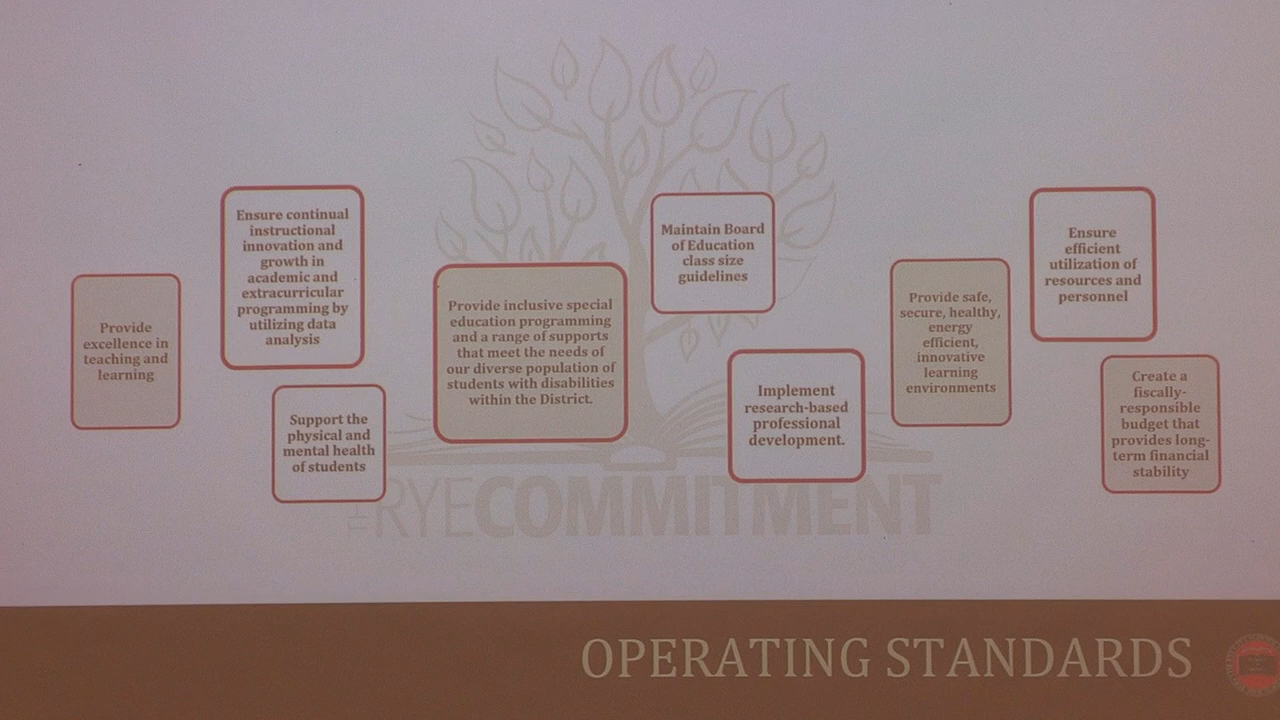 Provide
excellence in
teaching and
learning
Ensure continual
instructional
innovation and
growth in
academic and
extracurricular
programming by
utilizing data
analysis
Support the
physical and
mental health
of students
Provide inclusive special
education programming
and a range of supports
that meet the needs of
our diverse population of
students with disabilities
within the District.
Maintain Board
of Education
class size
guidelines
Implement
research-based
professional
development.
Provide safe,
secure, healthy,
energy
efficient,
innovative
learning
environments
Ensure
efficient
utilization of
resources and
personnel
Create a
fiscally-
responsible
budget that
provides long-
term financial
stability
RYECOMMITMENT
OPERATING STANDARDS